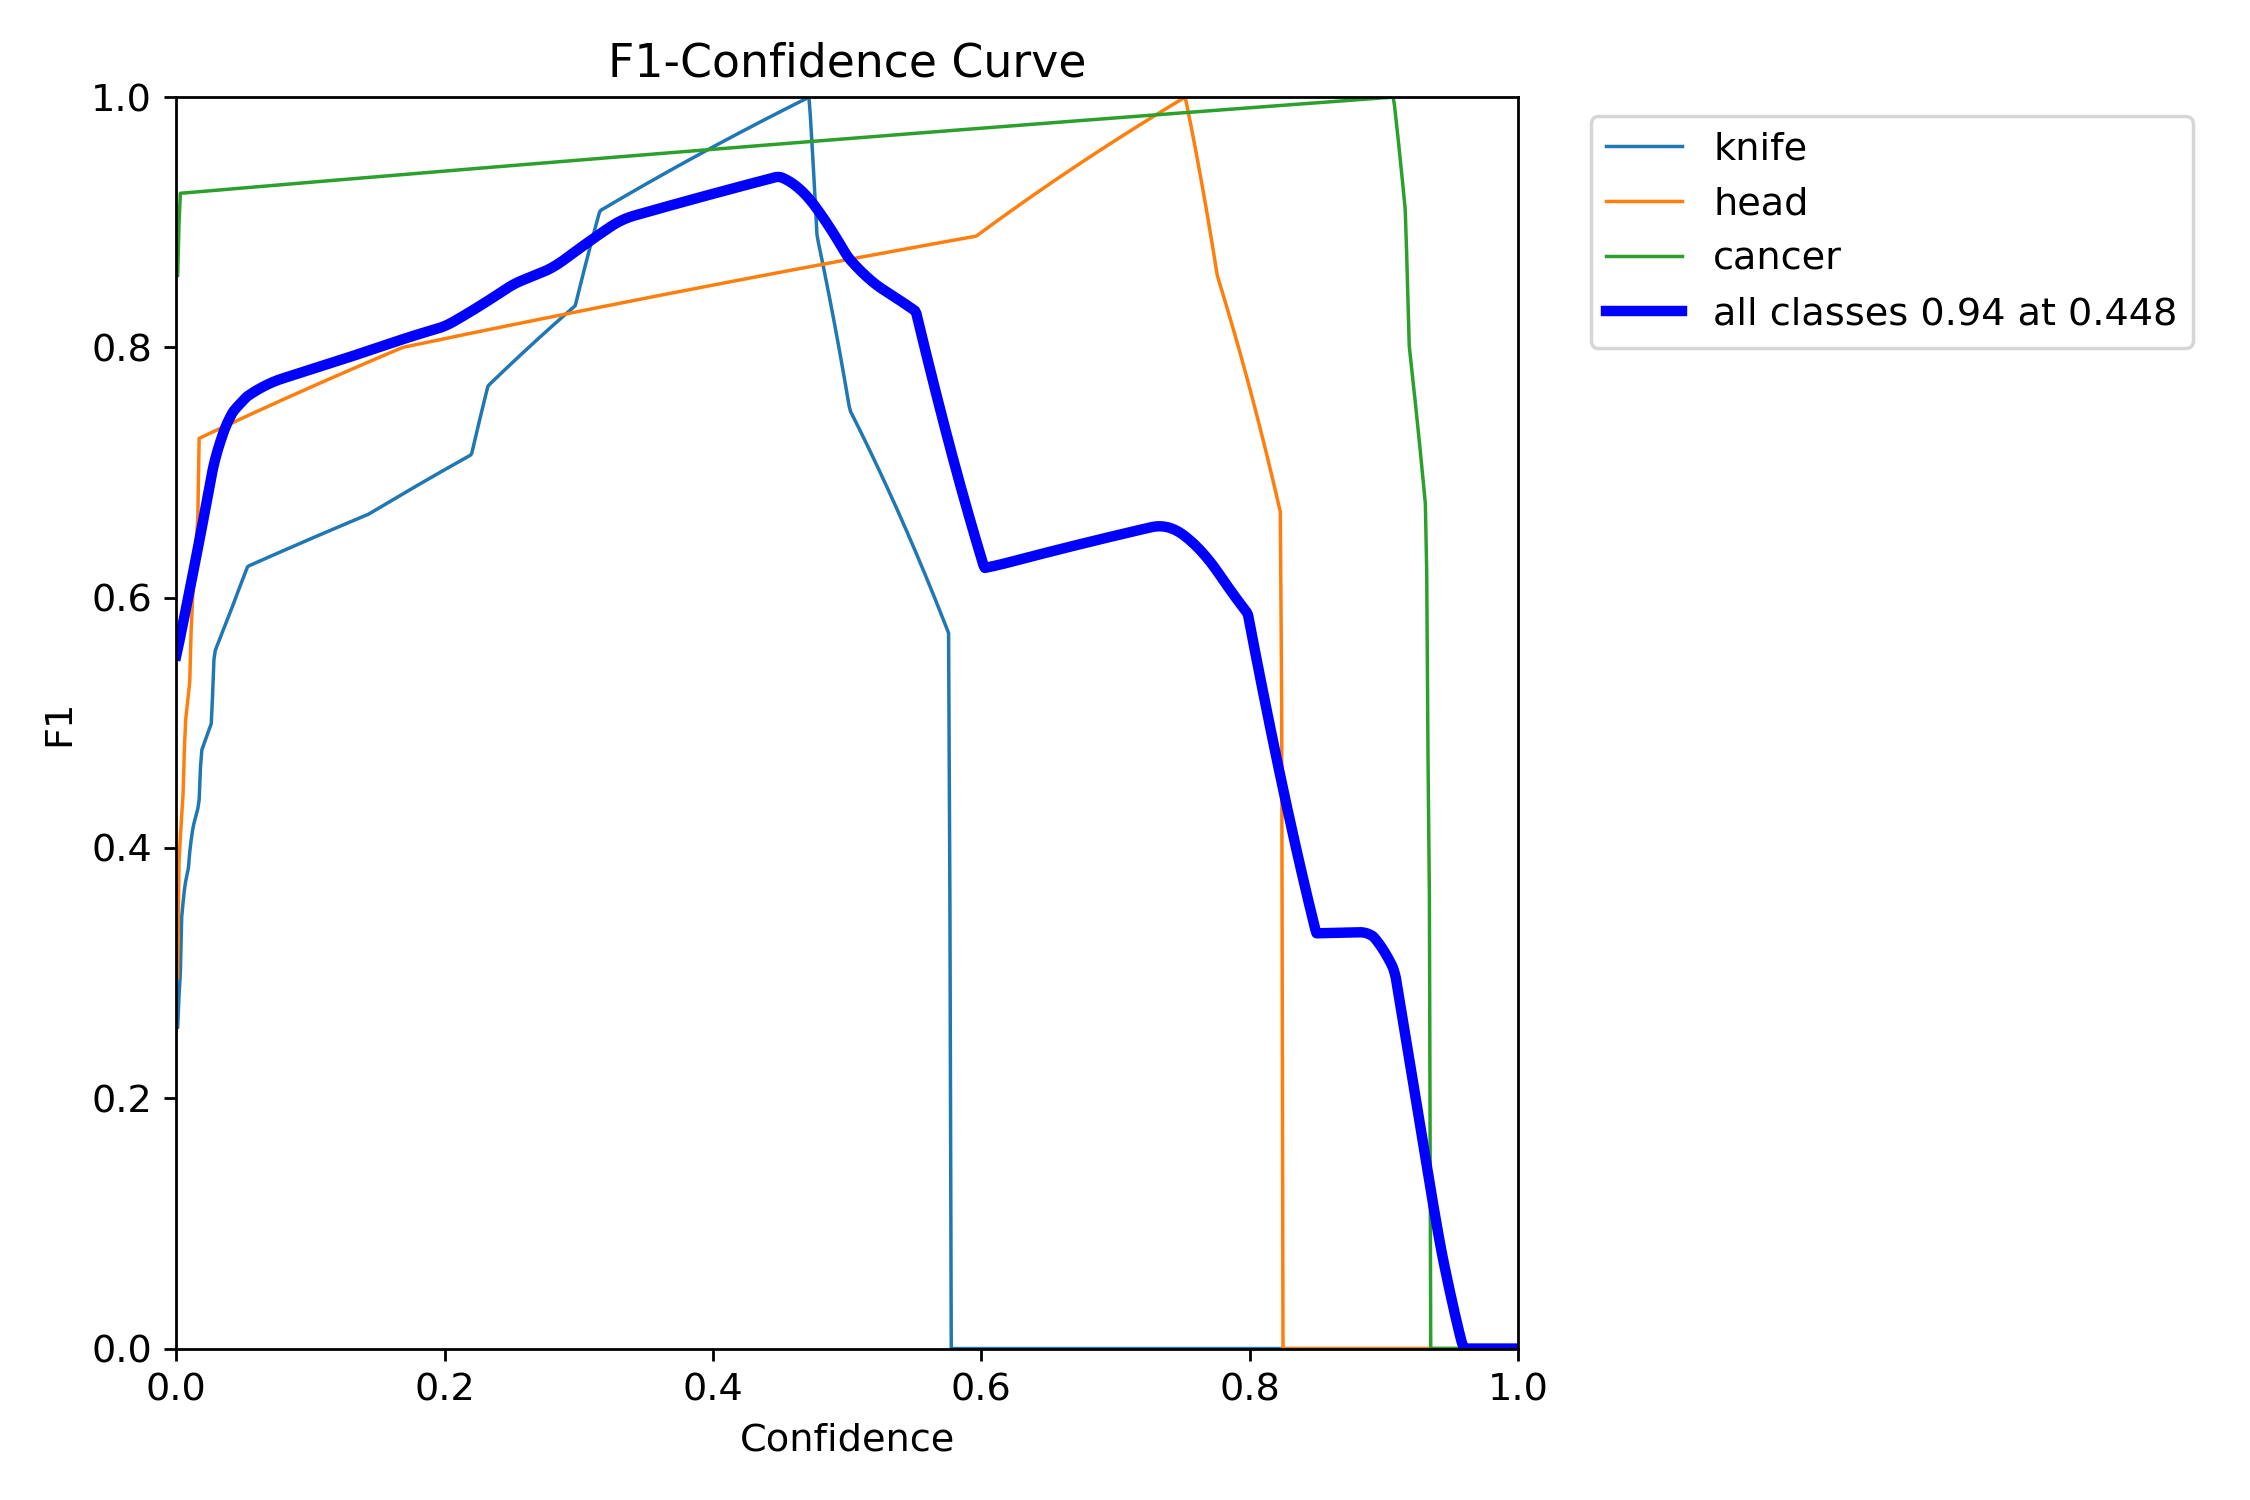 F1-Confidence Curve
1.0
0.8
0.6
0.4
0.2
0.0
F1
0.0 0.2 0.4 0.6 0.8 1.0
Confidence
knife
head
cancer
all classes 0.94 at 0.448